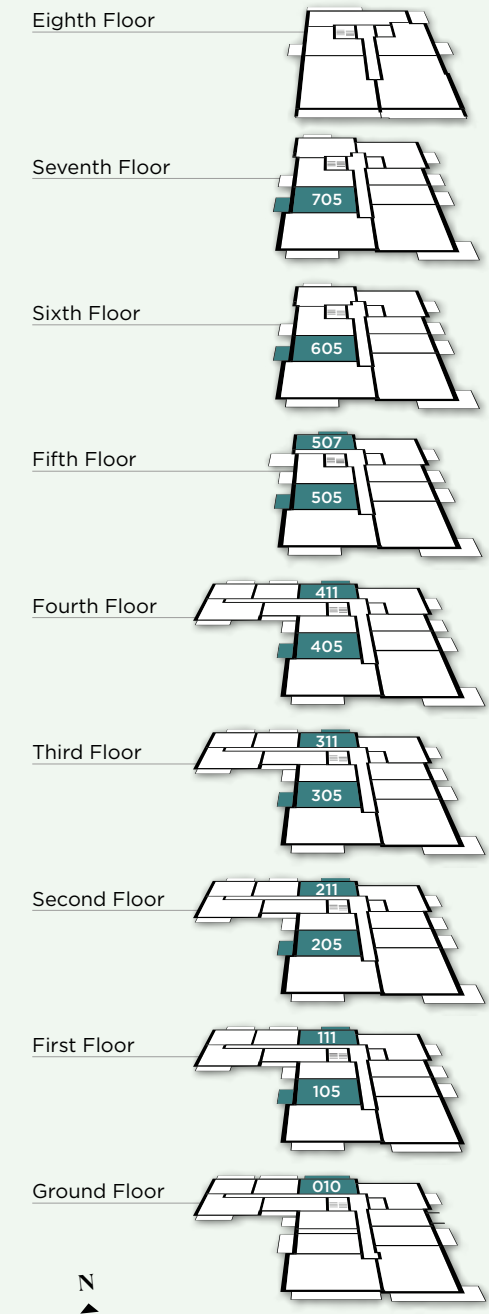 Eighth Floor
Seventh Floor
705
Sixth Floor
605
Fifth Floor
507
505
Fourth Floor
411
405
Third Floor
311
305
Second Floor
211
205
First Floor
111
105
Ground Floor
010
N